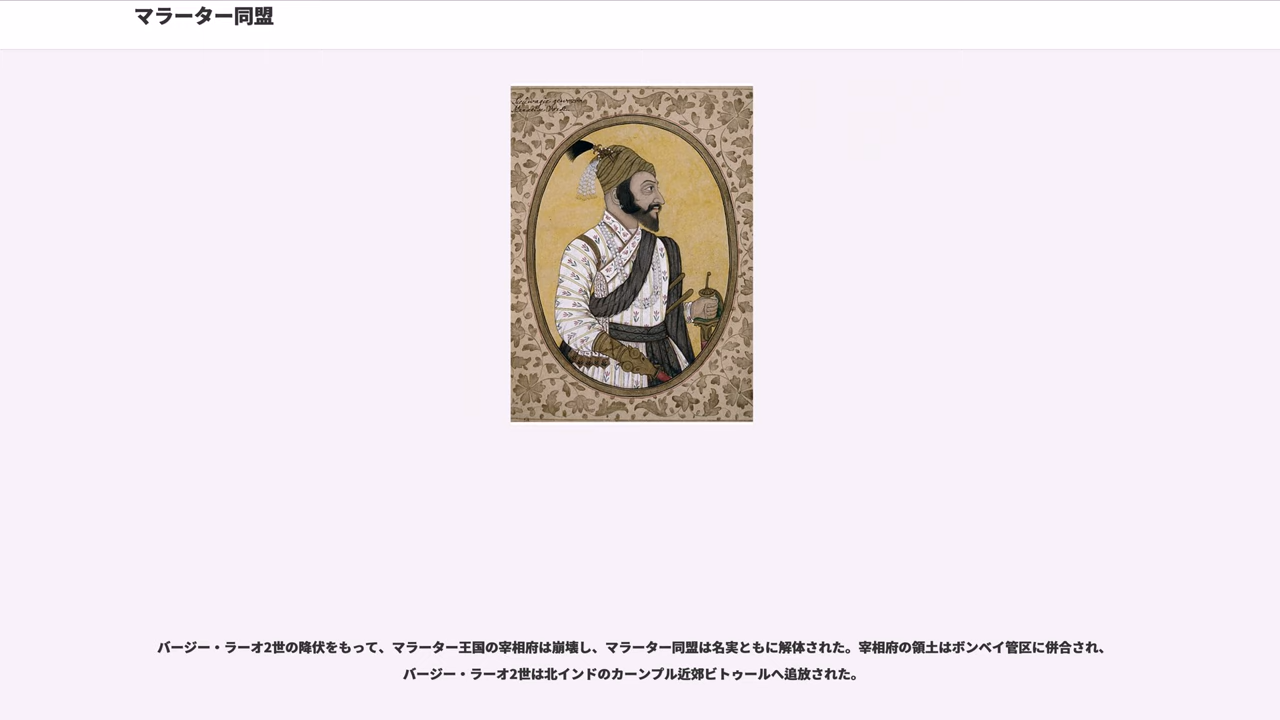 マラーター同盟
バージー・ラーオ2世の降伏をもって、マラーター王国の宰相府は崩壊し、マラーター同盟は名実ともに解体された。宰相府の領土はボンベイ管区に併合され、
バージー・ラーオ2世は北インドのカーンプル近郊ビトゥールへ追放された。